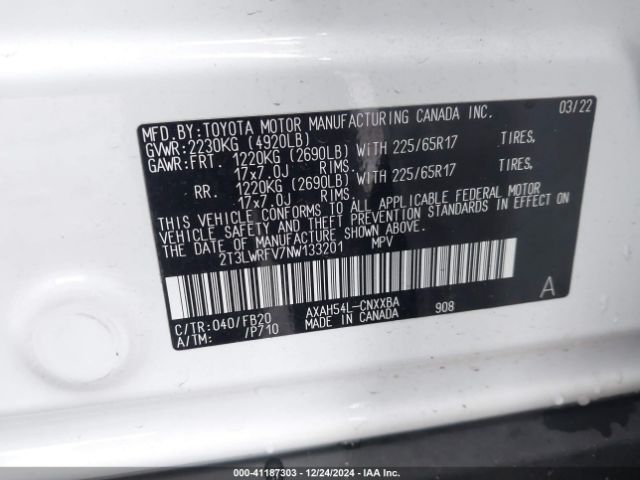 MFD.BY:TOYOTA MOTOR MANUFACTURING CANADA INC. 03/22
GVWR:2230KG (4920LB)
GAWR:FRT. 1220KG (2690LB) WITH 225/65R17 TIRES,
17x7.0J RIMS,
RR. 1220KG (2690LB) WITH 225/65R17 TIRES,
17x7.0J RIMS.
THIS VEHICLE CONFORMS TO ALL APPLICABLE FEDERAL MOTOR
VEHICLE SAFETY AND THEFT PREVENTION STANDARDS IN EFFECT ON
THE DATE OF MANUFACTURE SHOWN ABOVE.
2T3LWRFV7NW133201 MPV
C/TR:040/FB20 AXAH54L-CNXXBA 908 A
A/TM: /P710 MADE IN CANADA
000-41187303 - 12/24/2024 - IAA Inc.